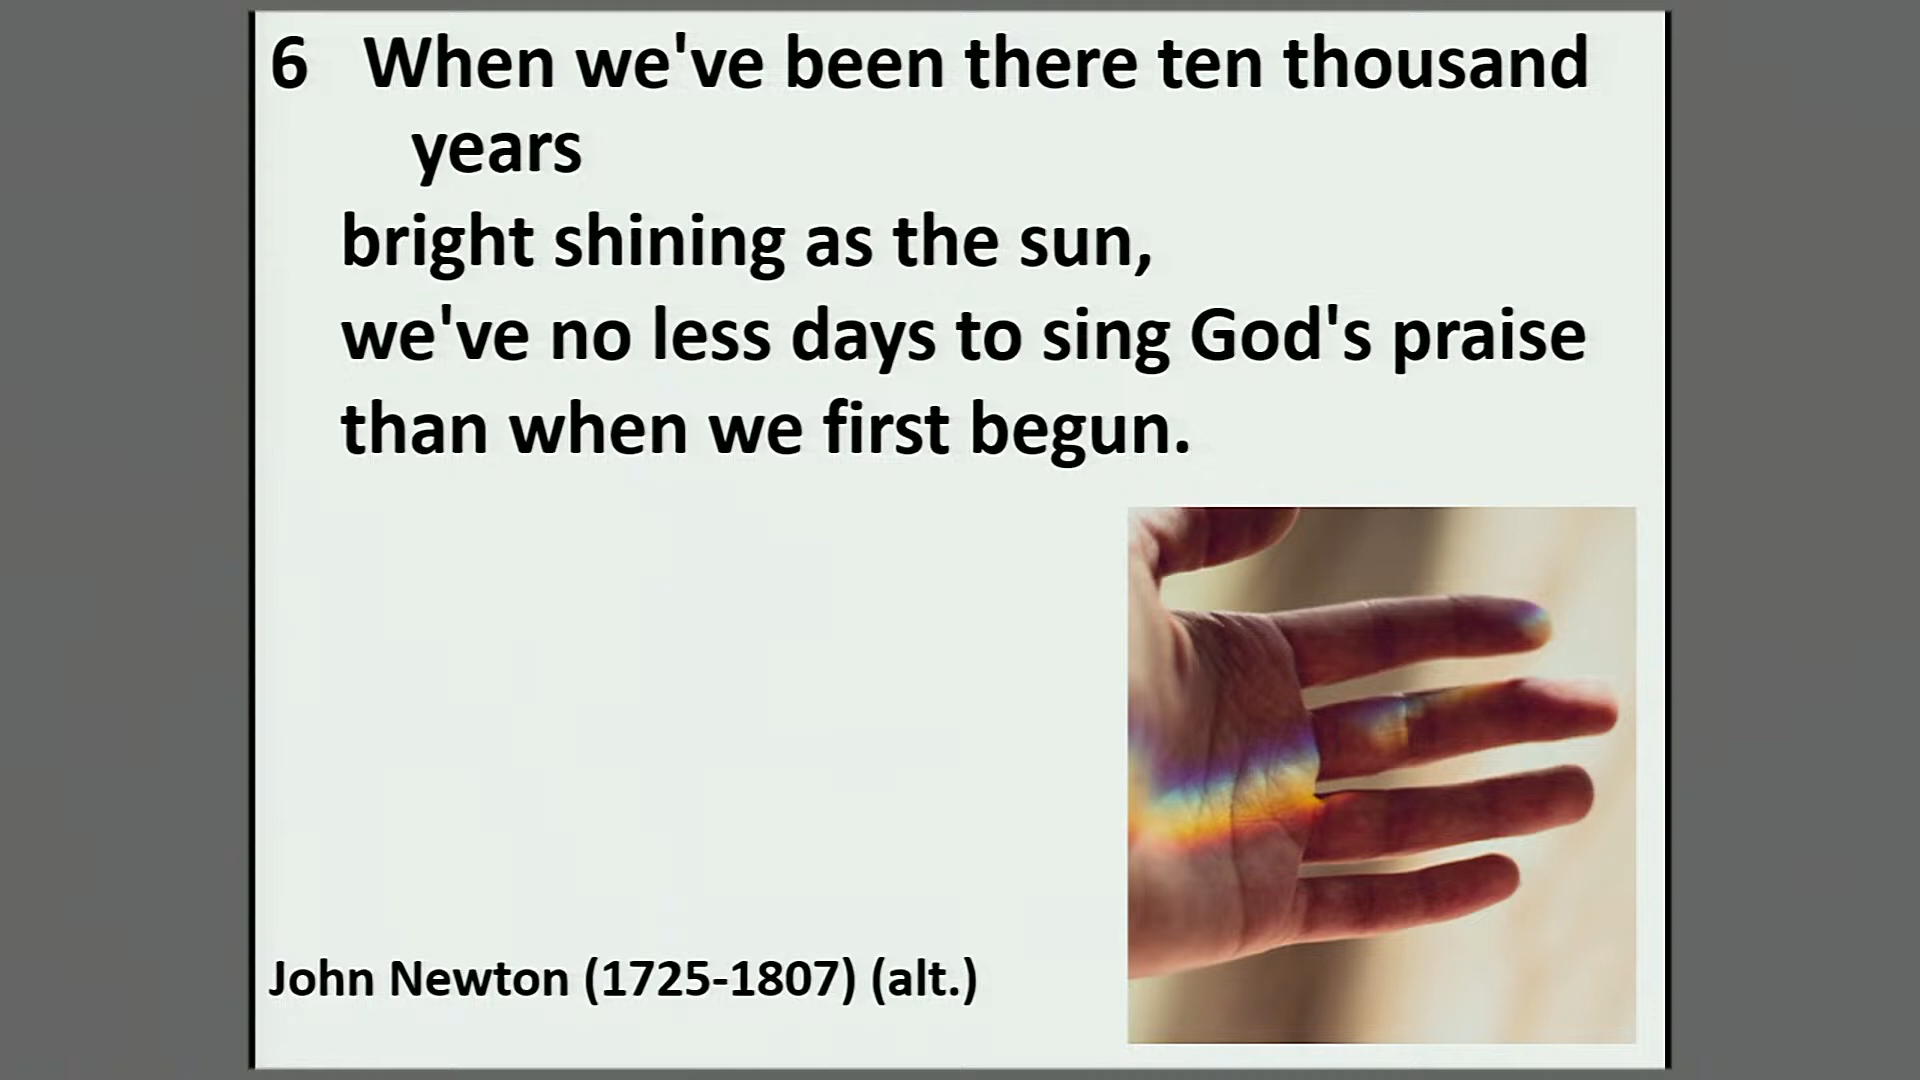 6 When we've been there ten thousand
years
bright shining as the sun,
we've no less days to sing God's praise
than when we first begun.
John Newton (1725-1807) (alt.)